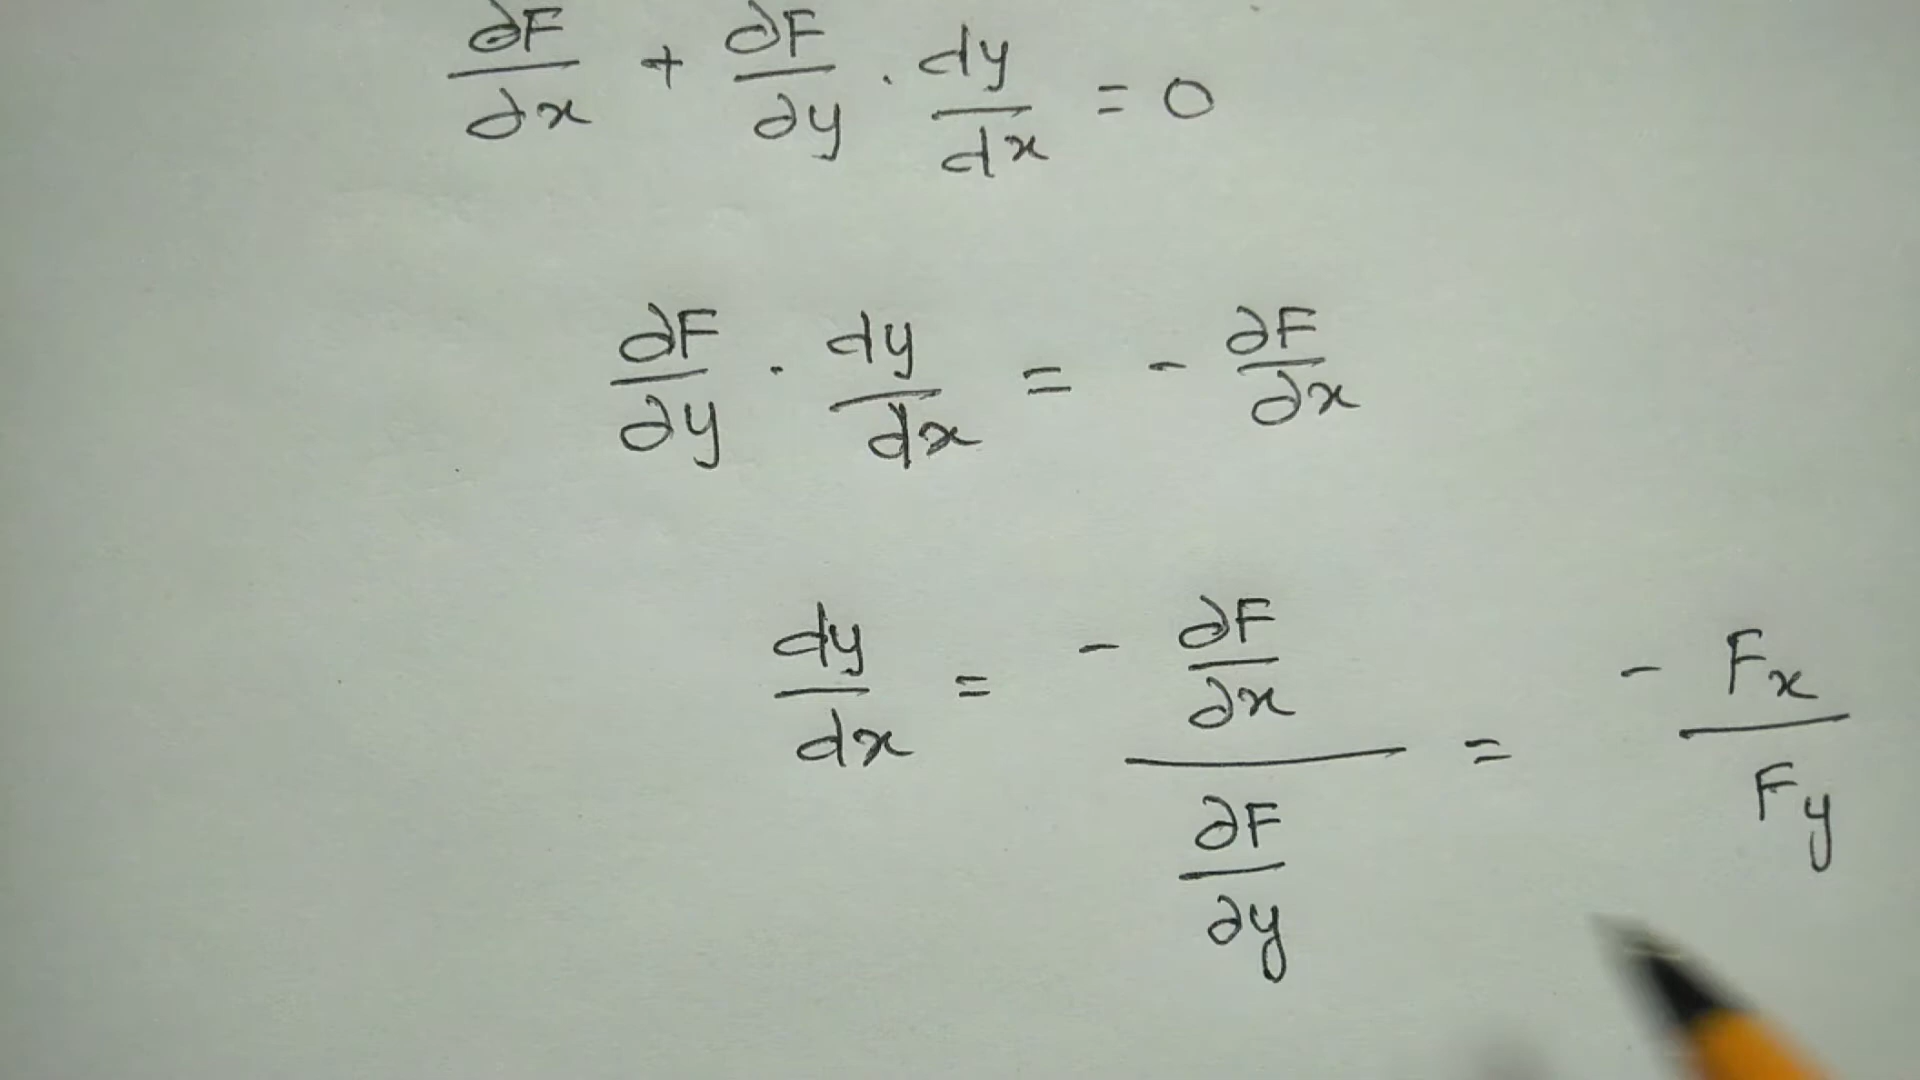 ∂F/∂x + ∂F/∂y · dy/dx = 0
∂F/∂y · dy/dx = - ∂F/∂x
dy/dx = - (∂F/∂x)/(∂F/∂y) = - Fx/Fy